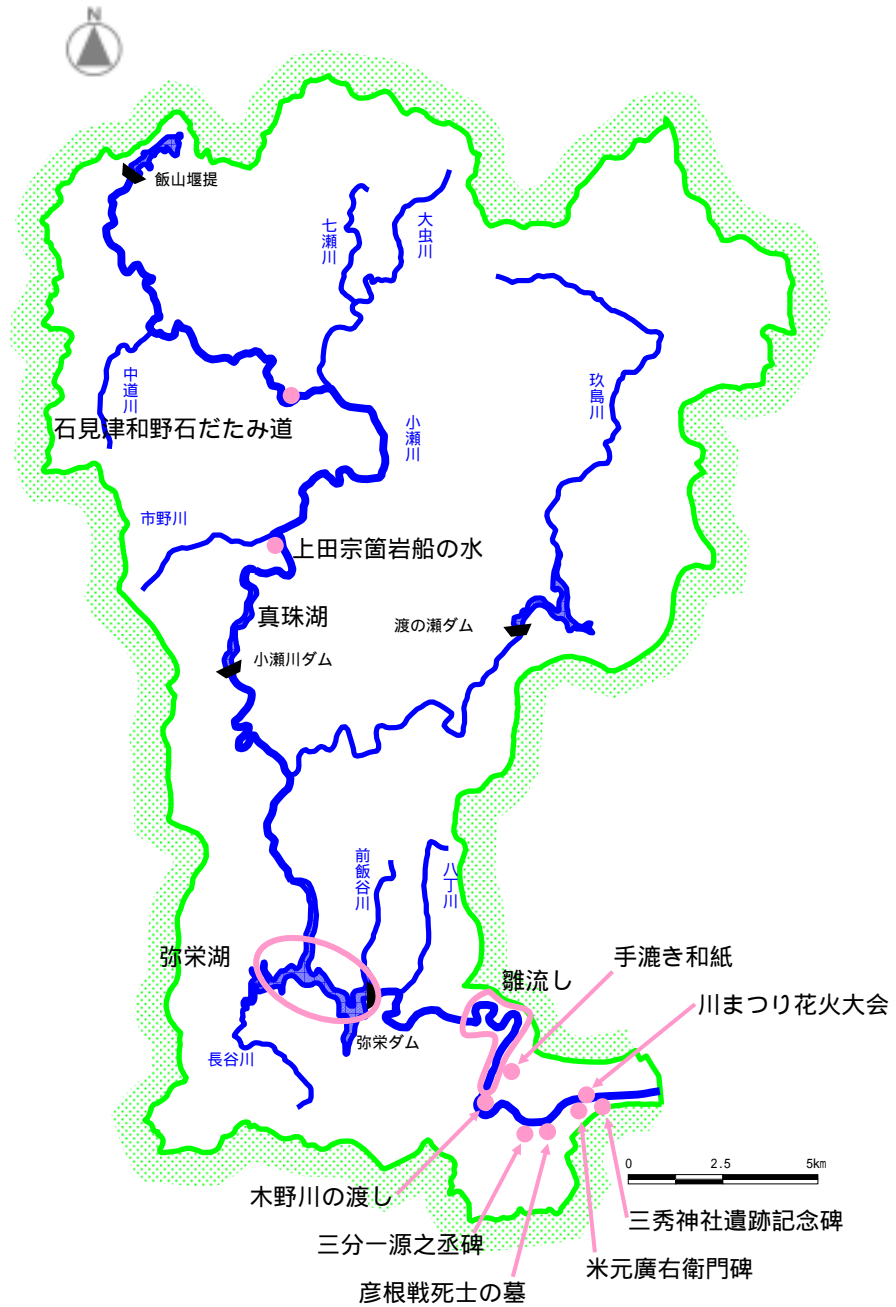 N
飯山堰提
七瀬川
大虫川
中道川
玖島川
石見津和野石だたみ道
小瀬川
市野川
上田宗箇岩船の水
真珠湖
渡の瀬ダム
小瀬川ダム
前飯谷川
八丁川
弥栄湖
雛流し
手漉き和紙
川まつり花火大会
弥栄ダム
長谷川
0 2.5 5km
木野川の渡し
三分一源之丞碑
三秀神社遺跡記念碑
米元廣右衛門碑
彦根戦死士の墓